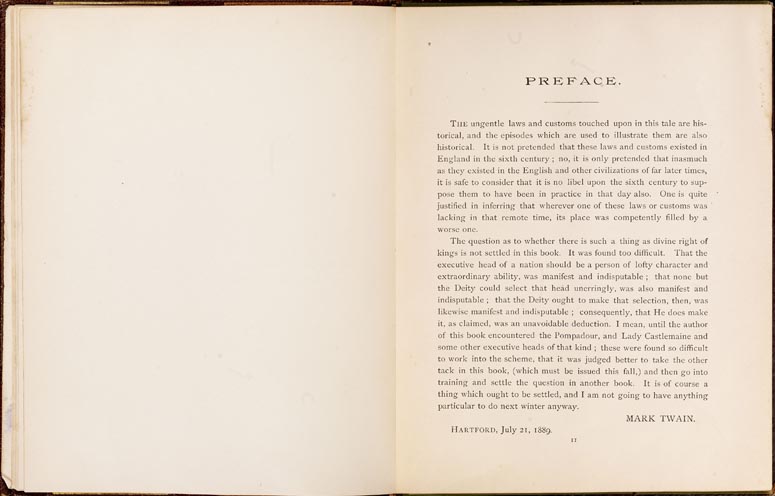 PREFACE.
THE ungentle laws and customs touched upon in this tale are his-
torical, and the episodes which are used to illustrate them are also
historical. It is not pretended that these laws and customs existed in
England in the sixth century ; no, it is only pretended that inasmuch
as they existed in the English and other civilizations of far later times,
it is safe to consider that it is no libel upon the sixth century to sup-
pose them to have been in practice in that day also. One is quite
justified in inferring that wherever one of these laws or customs was
lacking in that remote time, its place was competently filled by a
worse one.
The question as to whether there is such a thing as divine right of
kings is not settled in this book. It was found too difficult. That the
executive head of a nation should be a person of lofty character and
extraordinary ability, was manifest and indisputable ; that none but
the Deity could select that head unerringly, was also manifest and
indisputable ; that the Deity ought to make that selection, then, was
likewise manifest and indisputable ; consequently, that He does make
it, as claimed, was an unavoidable deduction. I mean, until the author
of this book encountered the Pompadour, and Lady Castlemaine and
some other executive heads of that kind ; these were found so difficult
to work into the scheme, that it was judged better to take the other
tack in this book, (which must be issued this fall,) and then go into
training and settle the question in another book. It is of course a
thing which ought to be settled, and I am not going to have anything
particular to do next winter anyway.
MARK TWAIN.
HARTFORD, July 21, 1889.
II